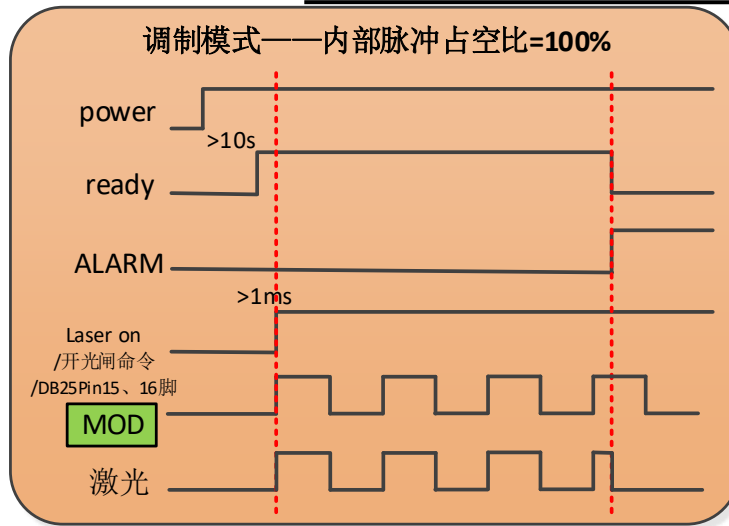 调制模式——内部脉冲占空比=100%
power
>10s
ready
ALARM
>1ms
Laser on
/开光闸命令
/DB25Pin15、16脚
MOD
激光